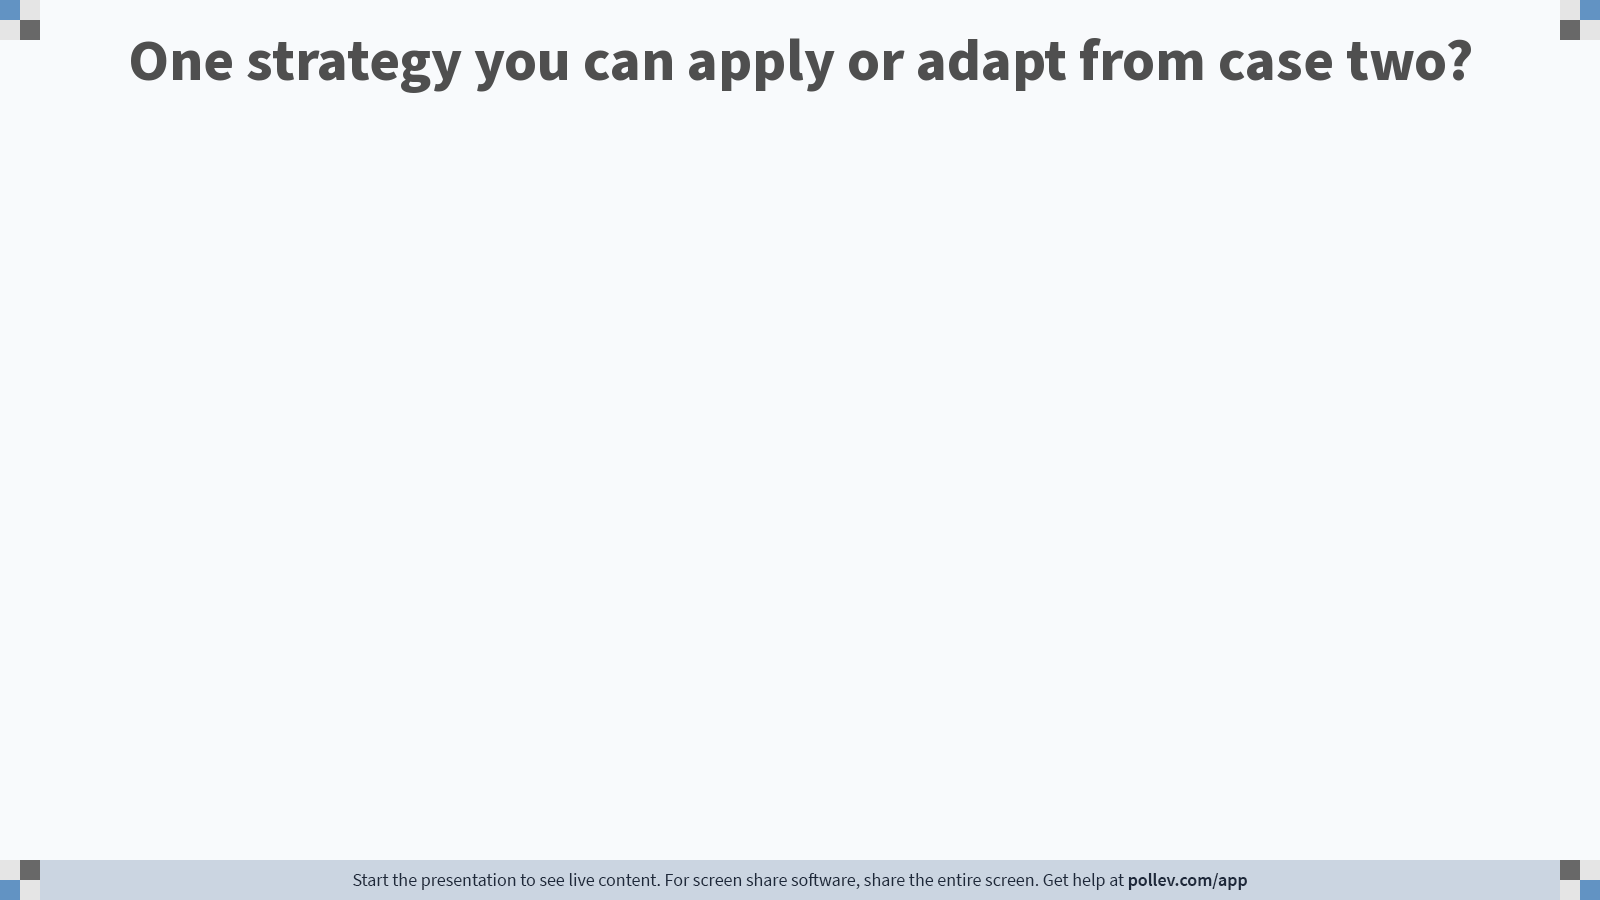 One strategy you can apply or adapt from case two?
Start the presentation to see live content. For screen share software, share the entire screen. Get help at pollev.com/app